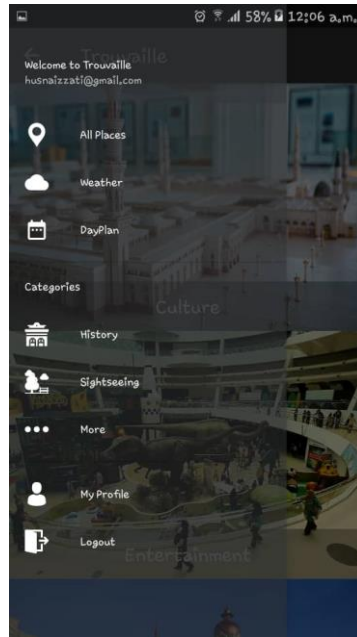 58% 12:06 a.m.
Trouvaille
Welcome to Trouvaille
husnaizzati@gmail.com
All Places
Weather
DayPlan
Culture
Categories
History
Sightseeing
More
My Profile
Logout
Entertainment